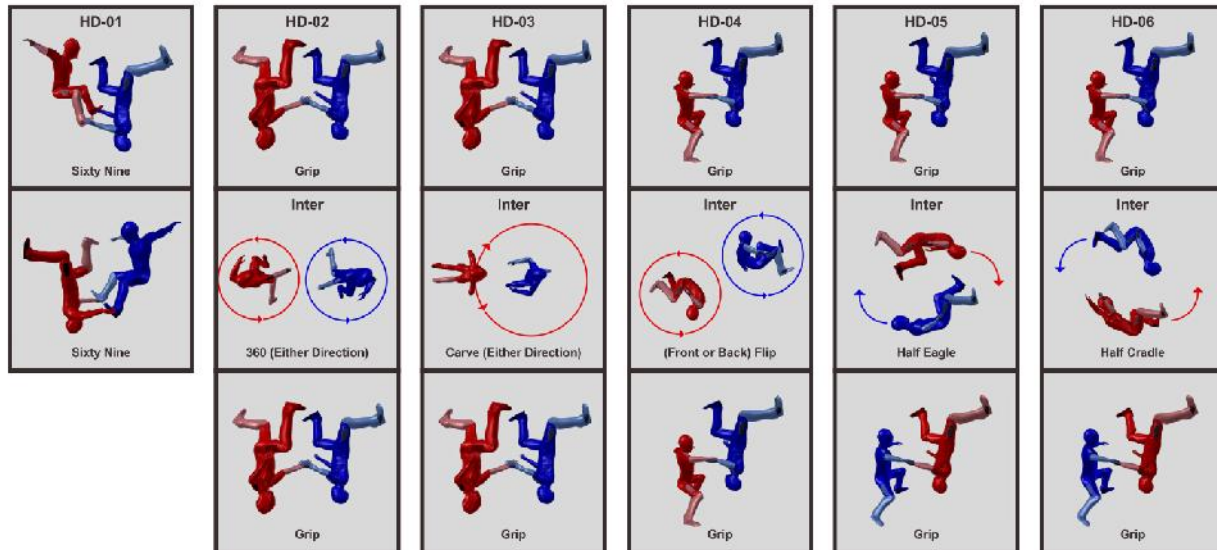 HD-01
Sixty Nine
Sixty Nine
HD-02
Grip
Inter
360 (Either Direction)
Grip
HD-03
Grip
Inter
Carve (Either Direction)
Grip
HD-04
Grip
Inter
(Front or Back) Flip
Grip
HD-05
Grip
Inter
Half Eagle
Grip
HD-06
Grip
Inter
Half Cradle
Grip